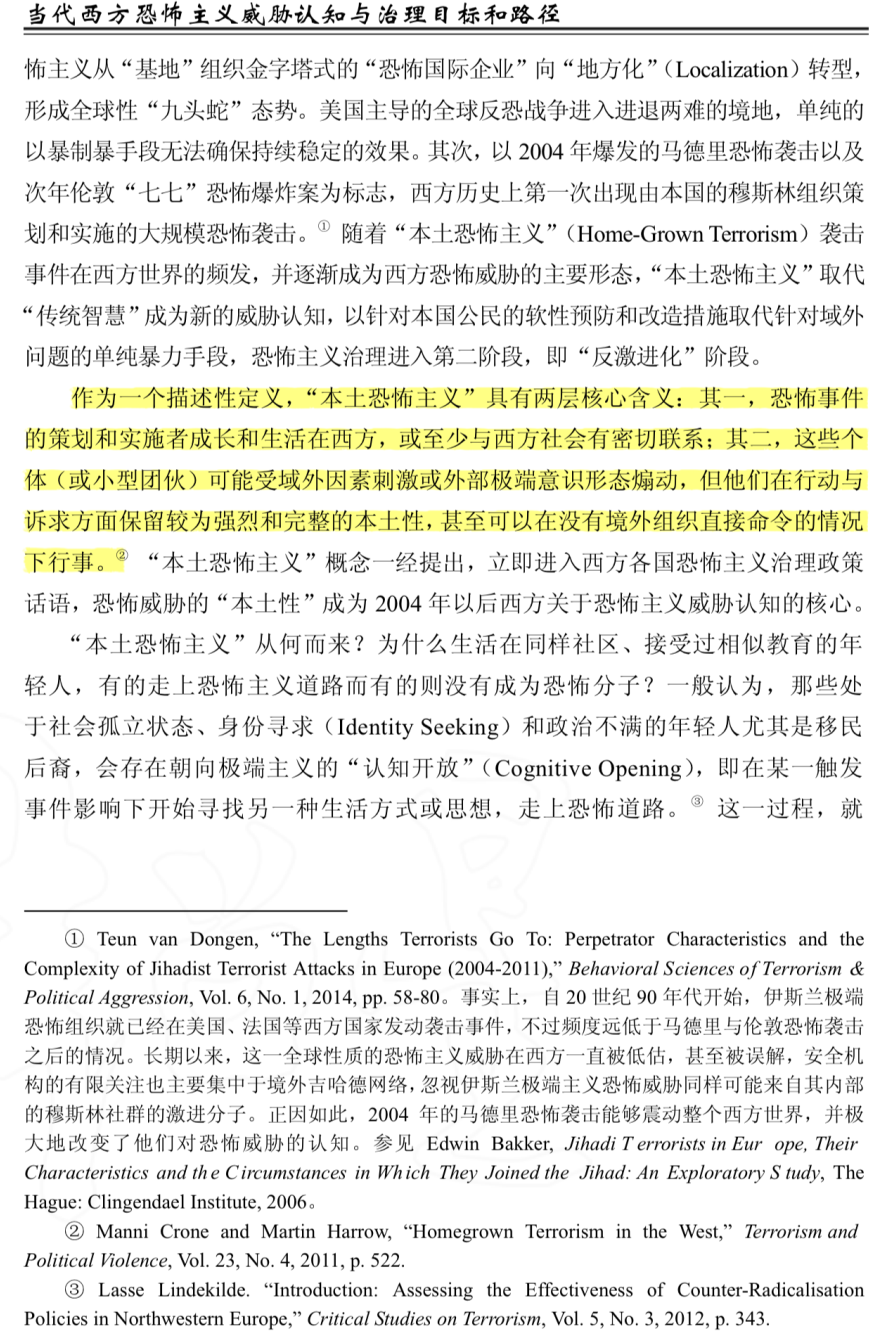 当代西方恐怖主义威胁认知与治理目标和路径
怖主义从“基地”组织金字塔式的“恐怖国际企业”向“地方化”（Localization）转型，
形成全球性“九头蛇”态势。美国主导的全球反恐战争进入进退两难的境地，单纯的
以暴制暴手段无法确保持续稳定的效果。其次，以 2004 年爆发的马德里恐怖袭击以及
次年伦敦“七七”恐怖爆炸案为标志，西方历史上第一次出现由本国的穆斯林组织策
划和实施的大规模恐怖袭击。① 随着“本土恐怖主义”（Home-Grown Terrorism）袭击
事件在西方世界的频发，并逐渐成为西方恐怖威胁的主要形态，“本土恐怖主义”取代
“传统智慧”成为新的威胁认知，以针对本国公民的软性预防和改造措施取代针对域外
问题的单纯暴力手段，恐怖主义治理进入第二阶段，即“反激进化”阶段。
作为一个描述性定义，“本土恐怖主义”具有两层核心含义：其一，恐怖事件
的策划和实施者成长和生活在西方，或至少与西方社会有密切联系；其二，这些个
体（或小型团伙）可能受域外因素刺激或外部极端意识形态煽动，但他们在行动与
诉求方面保留较为强烈和完整的本土性，甚至可以在没有境外组织直接命令的情况
下行事。② “本土恐怖主义”概念一经提出，立即进入西方各国恐怖主义治理政策
话语，恐怖威胁的“本土性”成为 2004 年以后西方关于恐怖主义威胁认知的核心。
“本土恐怖主义”从何而来？为什么生活在同样社区、接受过相似教育的年
轻人，有的走上恐怖主义道路而有的则没有成为恐怖分子？一般认为，那些处
于社会孤立状态、身份寻求（Identity Seeking）和政治不满的年轻人尤其是移民
后裔，会存在朝向极端主义的“认知开放”（Cognitive Opening），即在某一触发
事件影响下开始寻找另一种生活方式或思想，走上恐怖道路。③ 这一过程，就
① Teun van Dongen, “The Lengths Terrorists Go To: Perpetrator Characteristics and the
Complexity of Jihadist Terrorist Attacks in Europe (2004-2011),” Behavioral Sciences of Terrorism &
Political Aggression, Vol. 6, No. 1, 2014, pp. 58-80。事实上，自 20 世纪 90 年代开始，伊斯兰极端
恐怖组织就已经在美国、法国等西方国家发动袭击事件，不过频度远低于马德里与伦敦恐怖袭击
之后的情况。长期以来，这一全球性质的恐怖主义威胁在西方一直被低估，甚至被误解，安全机
构的有限关注也主要集中于境外吉哈德网络，忽视伊斯兰极端主义恐怖威胁同样可能来自其内部
的穆斯林社群的激进分子。正因如此，2004 年的马德里恐怖袭击能够震动整个西方世界，并极
大地改变了他们对恐怖威胁的认知。参见 Edwin Bakker, Jihadi T errorists in Eur ope, Their
Characteristics and the Circumstances in Which They Joined the Jihad: An Exploratory S tudy, The
Hague: Clingendael Institute, 2006。
② Manni Crone and Martin Harrow, “Homegrown Terrorism in the West,” Terrorism and
Political Violence, Vol. 23, No. 4, 2011, p. 522.
③ Lasse Lindekilde. “Introduction: Assessing the Effectiveness of Counter-Radicalisation
Policies in Northwestern Europe,” Critical Studies on Terrorism, Vol. 5, No. 3, 2012, p. 343.